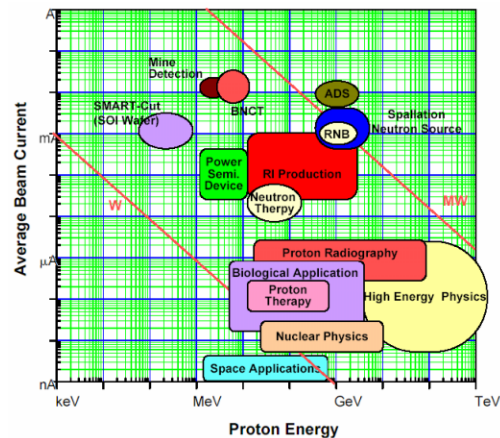 A
Mine
Detection
ADS
SMART-Cut
(SOI Wafer)
BNCT
Spallation
Neutron Source
RNB
mA
Power
Semi.
Device
RI Production
Neutron
Therpy
W
MW
Average Beam Current
Proton Radiography
μA
Biological Application
Proton
Therapy
High Energy Physics
Nuclear Physics
Space Applications
nA
keV
MeV
GeV
TeV
Proton Energy